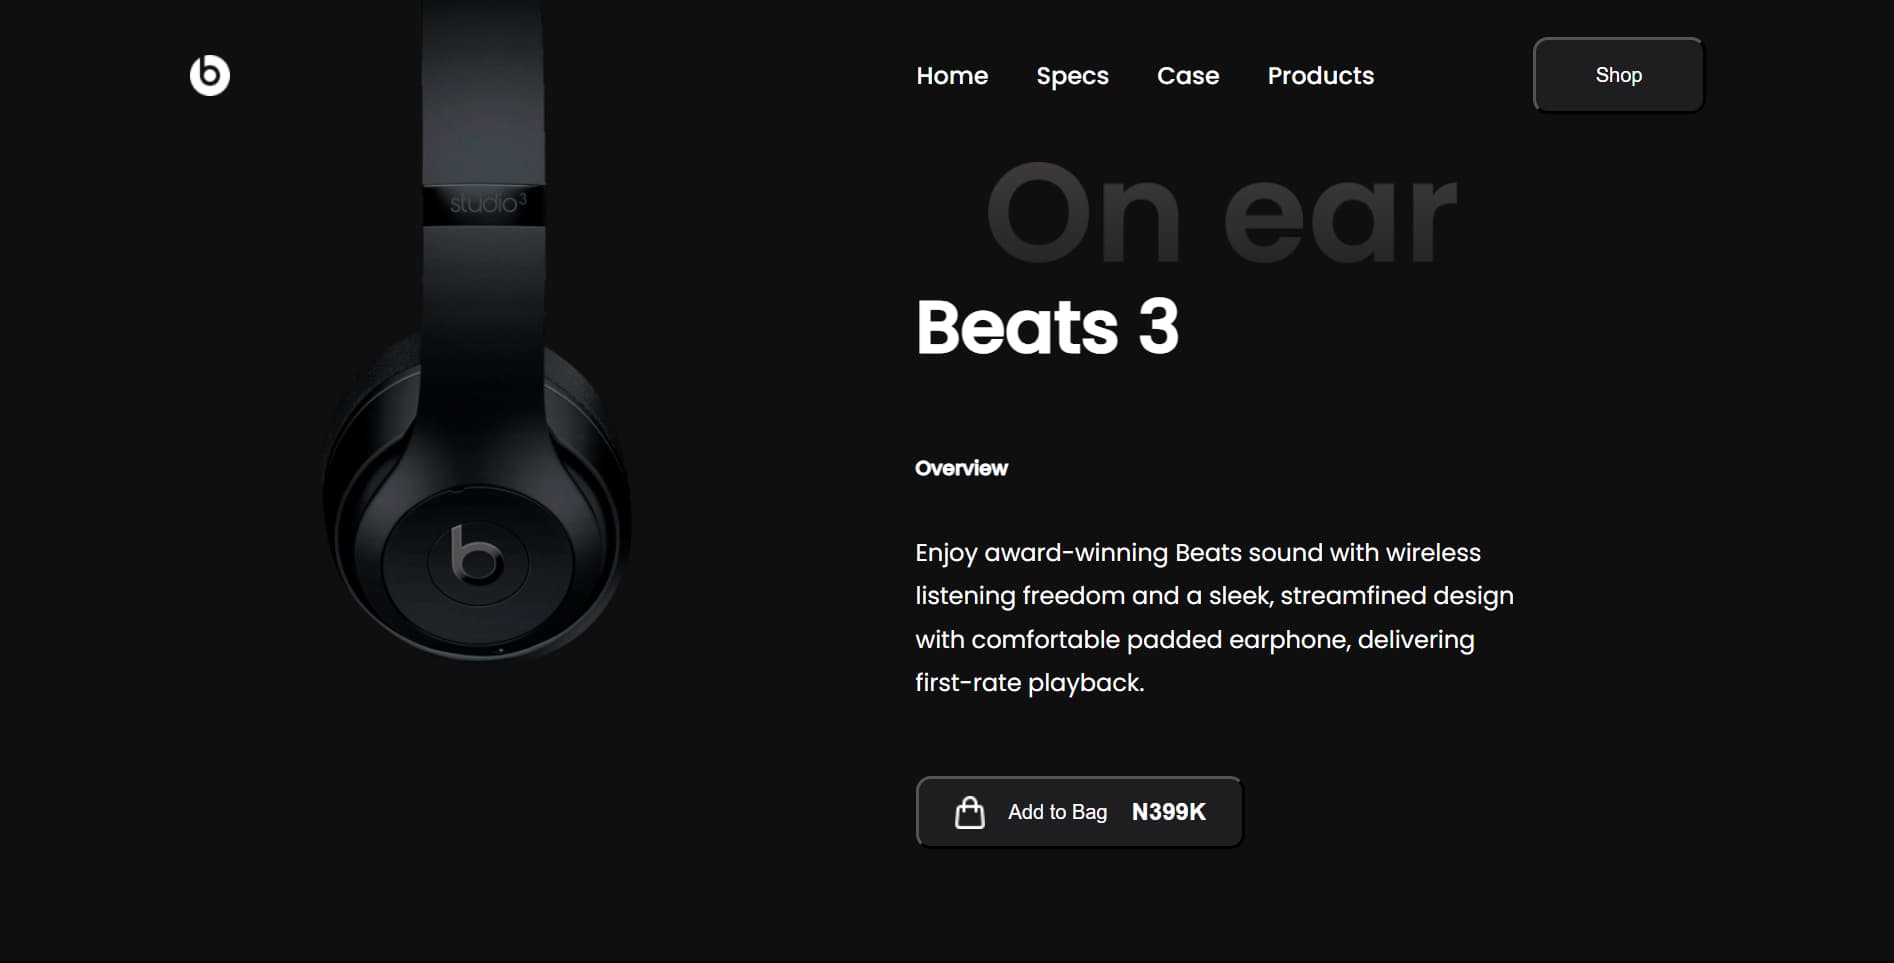 Home Specs Case Products Shop
studio3
On ear
Beats 3
Overview
Enjoy award-winning Beats sound with wireless
listening freedom and a sleek, streamfined design
with comfortable padded earphone, delivering
first-rate playback.
Add to Bag N399K